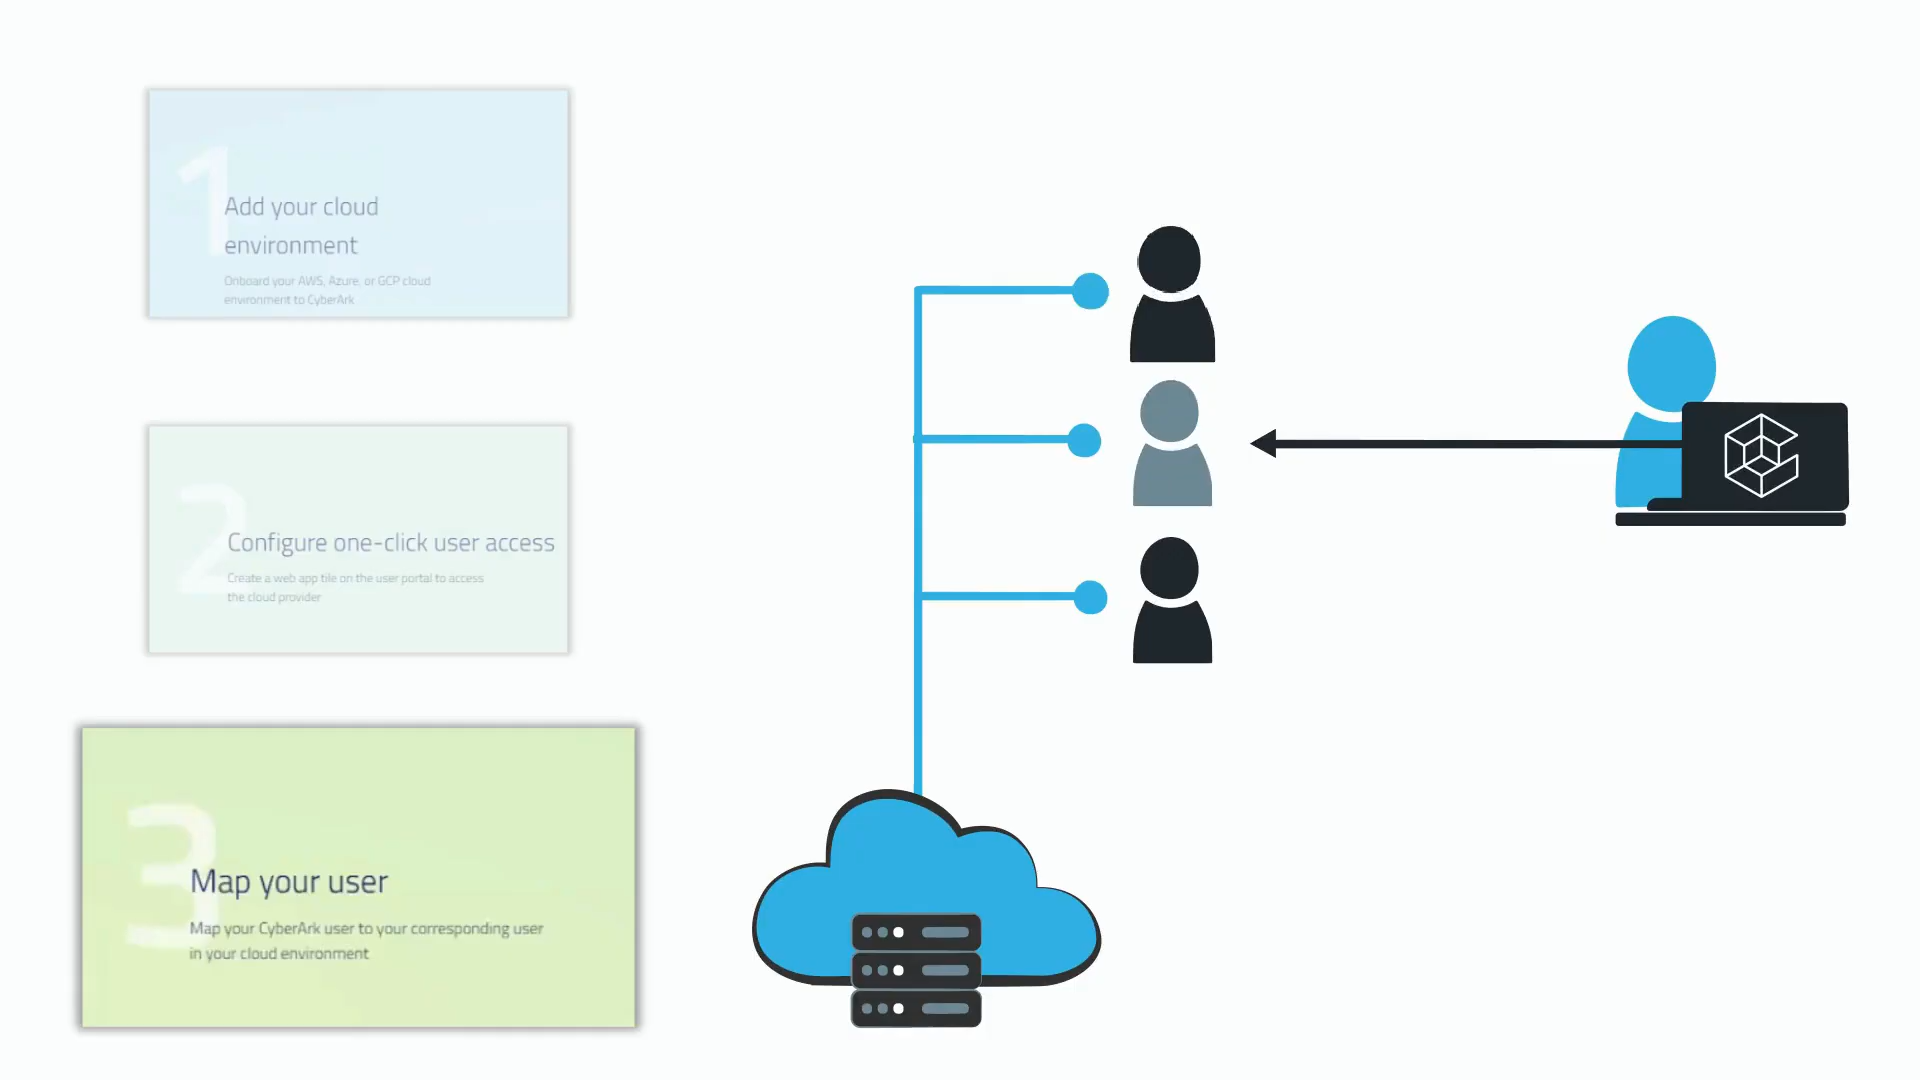 1
Add your cloud
environment
Onboard your AWS, Azure, or GCP cloud
environment to CyberArk
2
Configure one-click user access
Create a web app tile on the user portal to access
the cloud provider
3
Map your user
Map your CyberArk user to your corresponding user
in your cloud environment